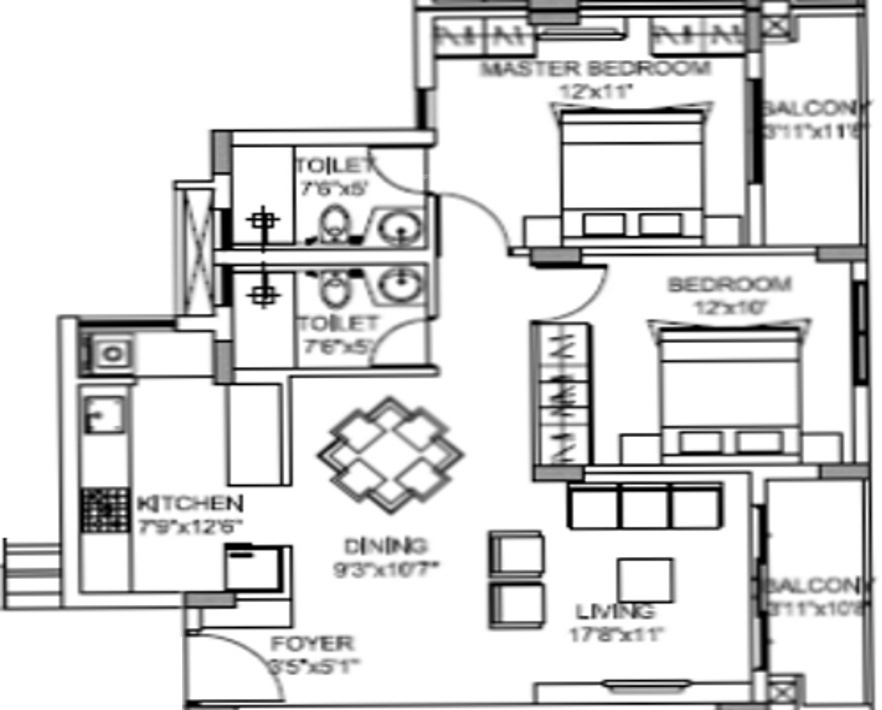 MASTER BEDROOM
12'x11"
BALCONY
3'11"x11'6"
TOILET
7'6"x5'
BEDROOM
12'x10'
TOILET
7'6"x5'
KITCHEN
7'9"x12'6"
DINING
9'3"x10'7"
LIVING
17'8"x11"
BALCONY
3'11"x10'8"
FOYER
3'5"x5'1"